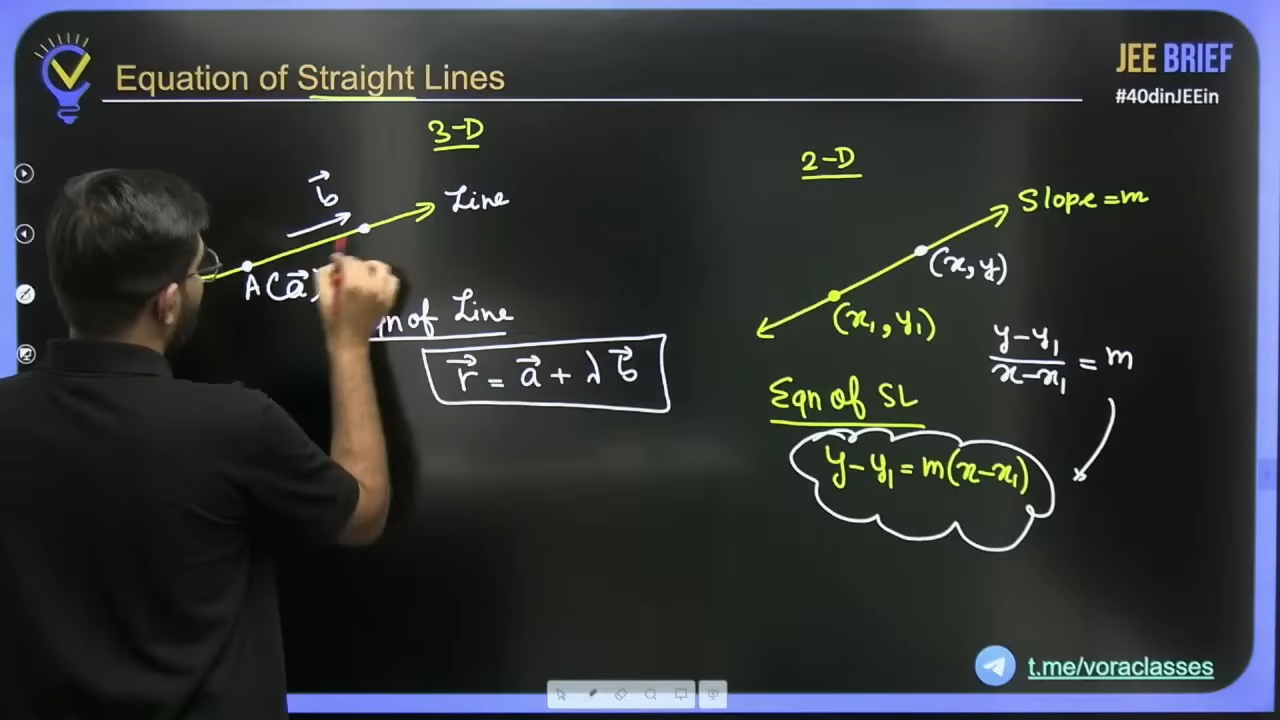 Equation of Straight Lines
JEE BRIEF
#40dinJEEin
3-D
b⃗
Line
A(a⃗)
Eqn of Line
r⃗ = a⃗ + λ b⃗
2-D
Slope = m
(x, y)
(x₁, y₁)
y-y₁/x-x₁ = m
Eqn of SL
y-y₁ = m(x-x₁)
t.me/voraclasses